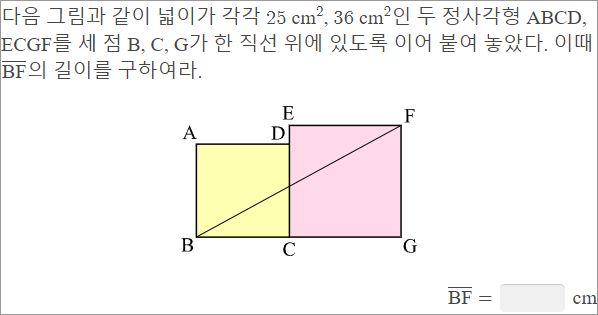 다음 그림과 같이 넓이가 각각 25 cm², 36 cm²인 두 정사각형 ABCD,
ECGF를 세 점 B, C, G가 한 직선 위에 있도록 이어 붙여 놓았다. 이때
B̅F̅의 길이를 구하여라.
E
F
A
D
B
C
G
B̅F̅ = cm